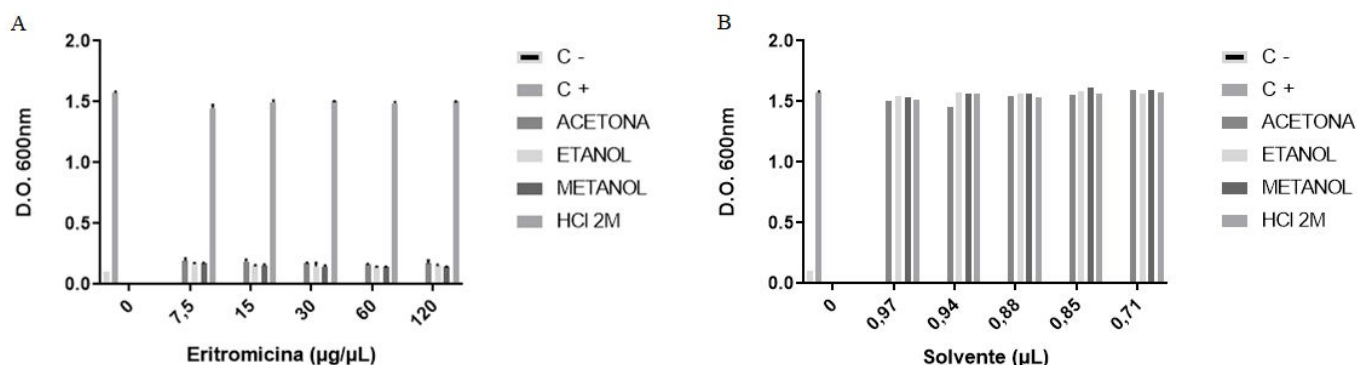 A
D.O. 600nm
2.0
1.5
1.0
0.5
0.0
0
7,5
15
30
60
120
Eritromicina (µg/µL)
C -
C +
ACETONA
ETANOL
METANOL
HCl 2M
B
D.O. 600nm
2.0
1.5
1.0
0.5
0.0
0
0,97
0,94
0,88
0,85
0,71
Solvente (µL)
C -
C +
ACETONA
ETANOL
METANOL
HCl 2M